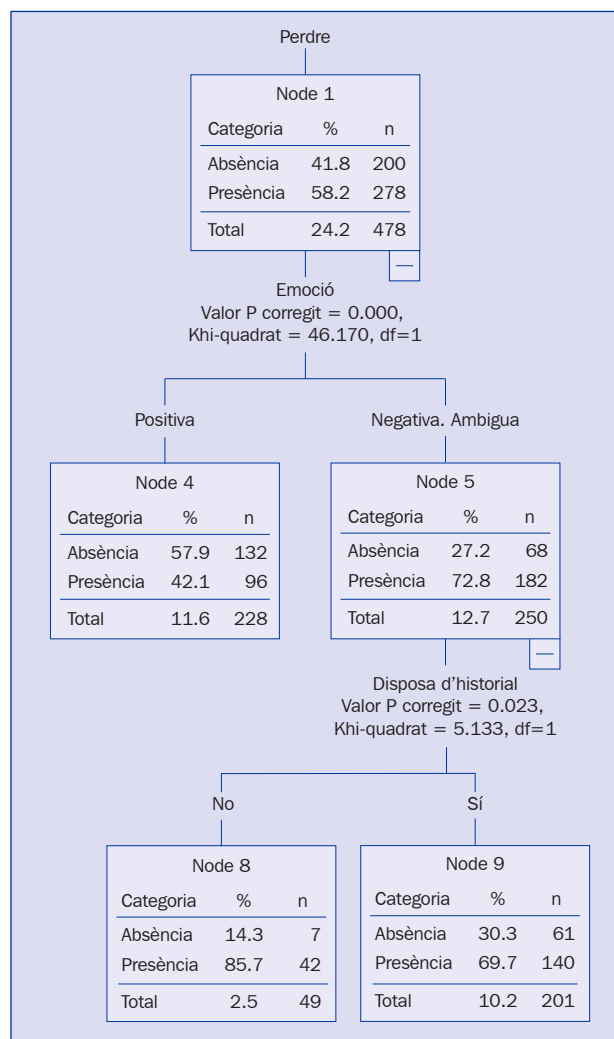 Perdre
Node 1
Categoria % n
Absència 41.8 200
Presència 58.2 278
Total 24.2 478
—
Emoció
Valor P corregit = 0.000,
Khi-quadrat = 46.170, df=1
Positiva
Negativa. Ambigua
Node 4
Categoria % n
Absència 57.9 132
Presència 42.1 96
Total 11.6 228
Node 5
Categoria % n
Absència 27.2 68
Presència 72.8 182
Total 12.7 250
—
Disposa d'historial
Valor P corregit = 0.023,
Khi-quadrat = 5.133, df=1
No
Sí
Node 8
Categoria % n
Absència 14.3 7
Presència 85.7 42
Total 2.5 49
Node 9
Categoria % n
Absència 30.3 61
Presència 69.7 140
Total 10.2 201